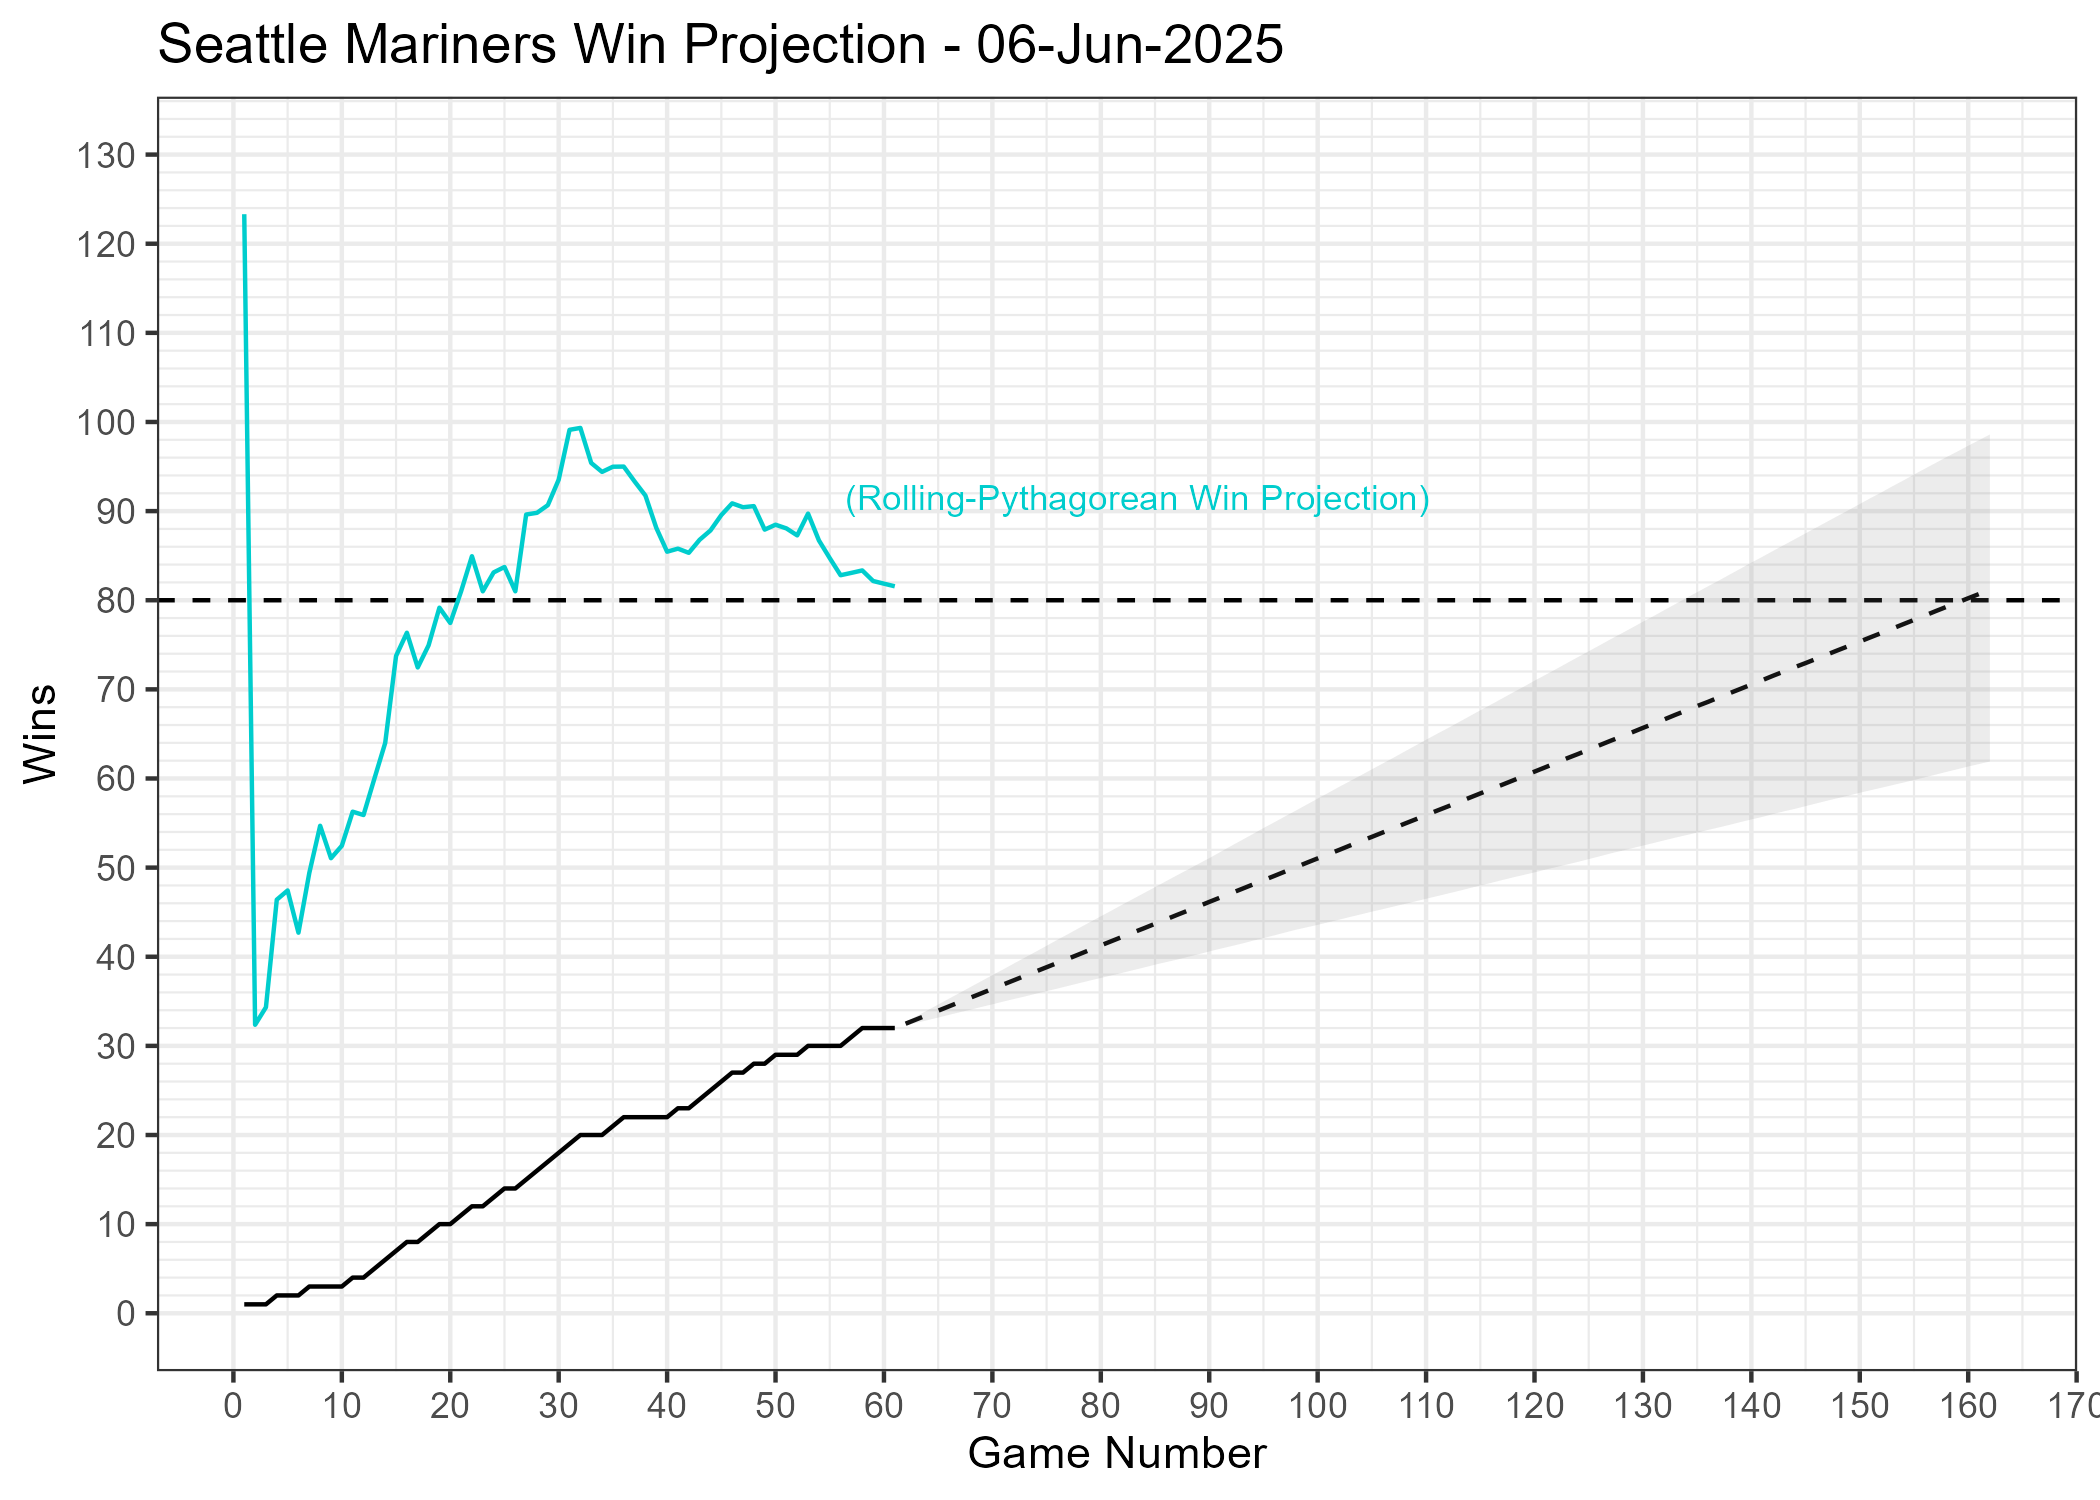 Seattle Mariners Win Projection - 06-Jun-2025
130
120
110
100
90
80
70
60
50
40
30
20
10
0
Wins
(Rolling-Pythagorean Win Projection)
0 10 20 30 40 50 60 70 80 90 100 110 120 130 140 150 160 170
Game Number